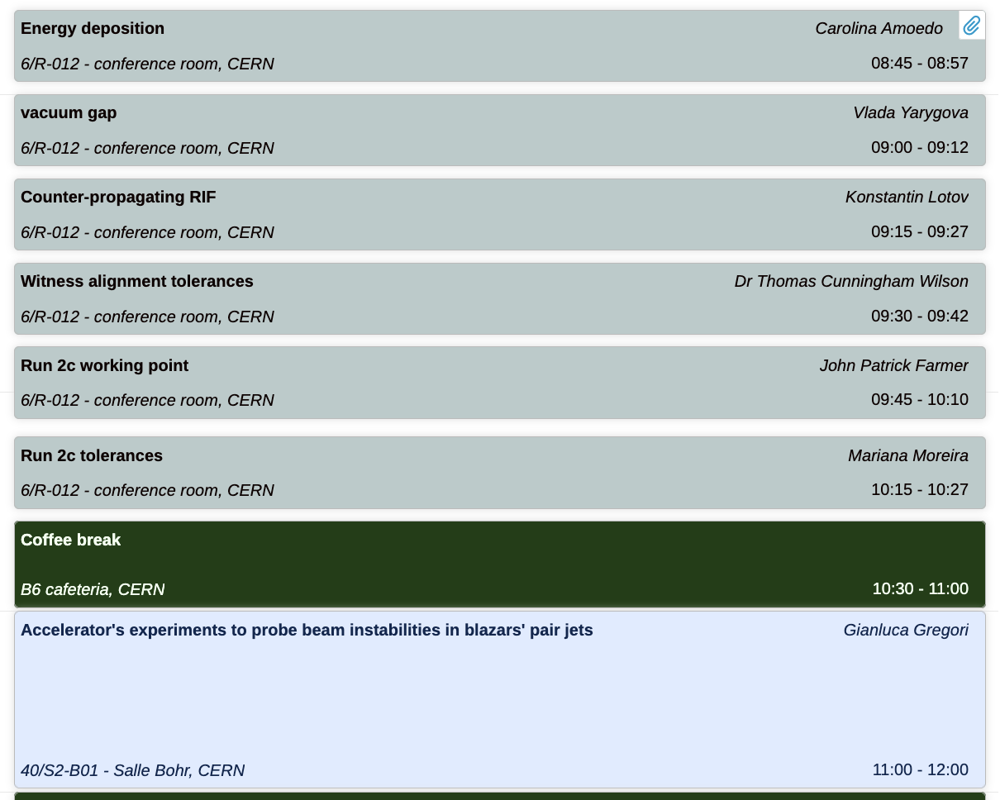 Energy deposition Carolina Amoedo
6/R-012 - conference room, CERN 08:45 - 08:57
vacuum gap Vlada Yarygova
6/R-012 - conference room, CERN 09:00 - 09:12
Counter-propagating RIF Konstantin Lotov
6/R-012 - conference room, CERN 09:15 - 09:27
Witness alignment tolerances Dr Thomas Cunningham Wilson
6/R-012 - conference room, CERN 09:30 - 09:42
Run 2c working point John Patrick Farmer
6/R-012 - conference room, CERN 09:45 - 10:10
Run 2c tolerances Mariana Moreira
6/R-012 - conference room, CERN 10:15 - 10:27
Coffee break
B6 cafeteria, CERN 10:30 - 11:00
Accelerator's experiments to probe beam instabilities in blazars' pair jets Gianluca Gregori
40/S2-B01 - Salle Bohr, CERN 11:00 - 12:00